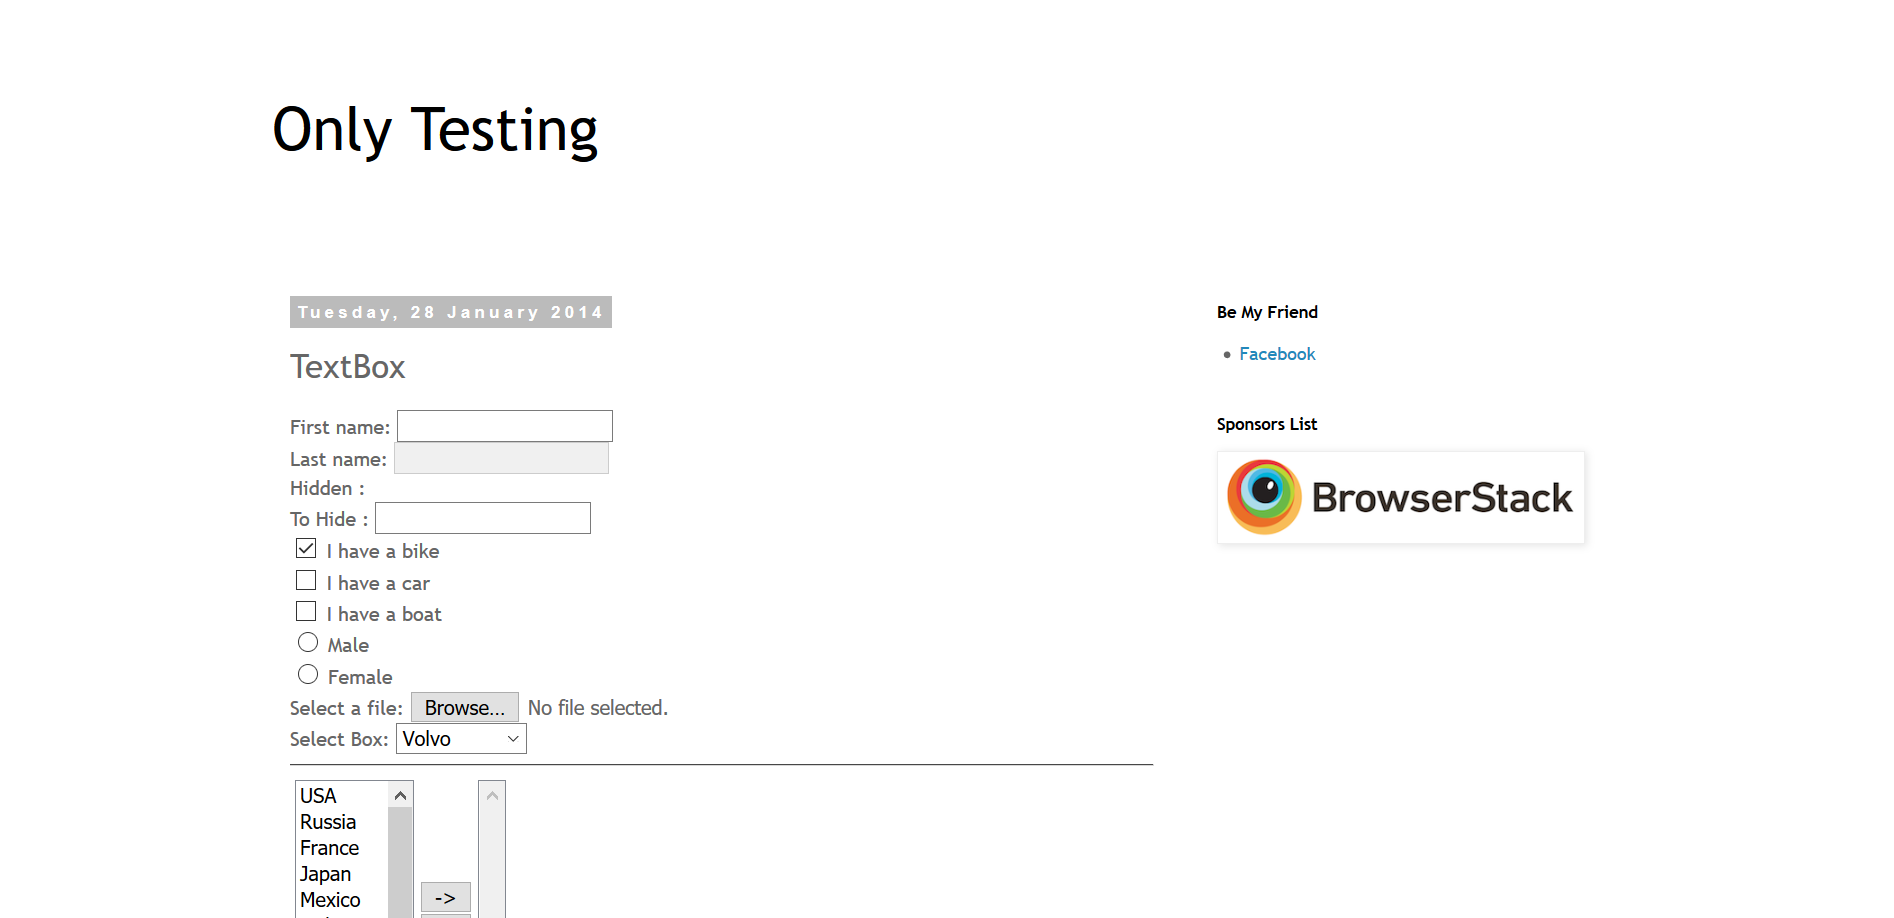 Only Testing
Tuesday, 28 January 2014
TextBox
First name:
Last name:
Hidden :
To Hide :
I have a bike
I have a car
I have a boat
Male
Female
Select a file: Browse... No file selected.
Select Box: Volvo
USA
Russia
France
Japan
Mexico
->
Be My Friend
Facebook
Sponsors List
BrowserStack